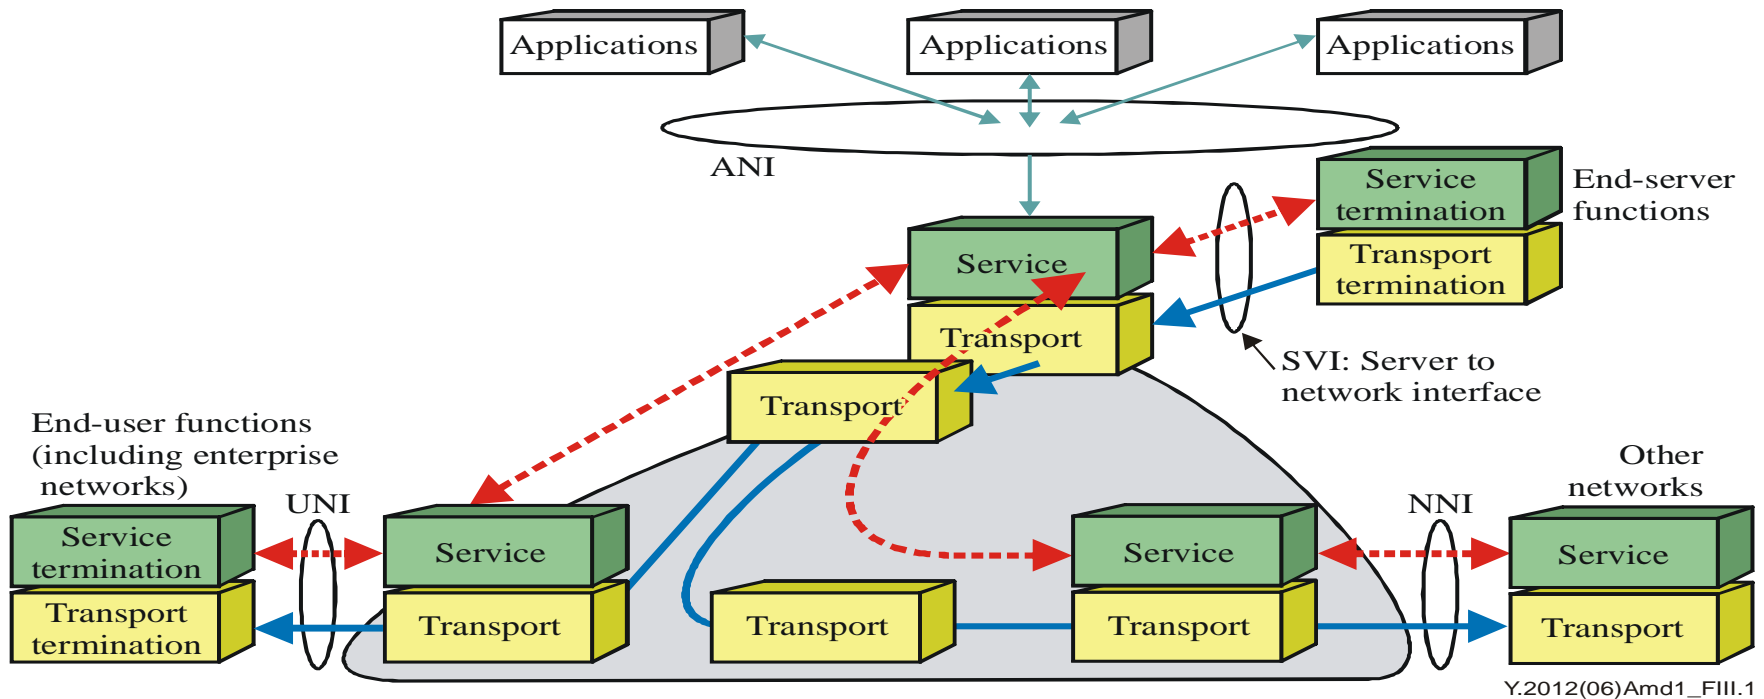 Applications
Applications
Applications
ANI
Service
termination
Transport
termination
End-server
functions
Service
Transport
SVI: Server to
network interface
Transport
End-user functions
(including enterprise
networks)
UNI
Service
termination
Transport
termination
Service
Transport
Transport
Service
Transport
NNI
Other
networks
Service
Transport
Y.2012(06)Amd1_FIII.1